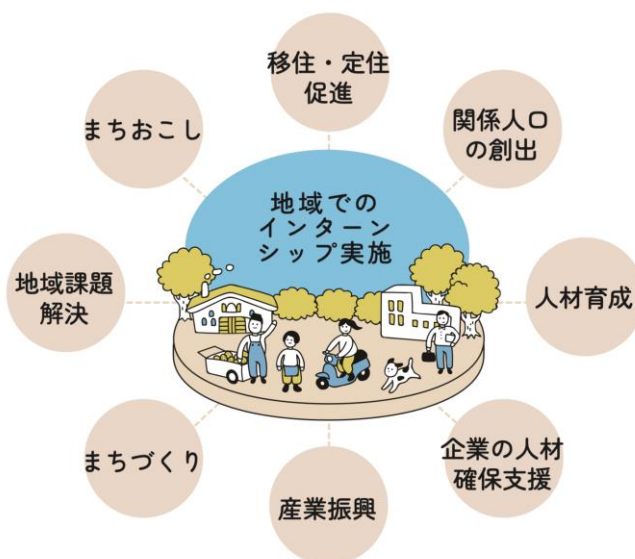 移住・定住
促進
関係人口
の創出
人材育成
企業の人材
確保支援
産業振興
まちづくり
地域課題
解決
まちおこし
地域での
インターン
シップ実施